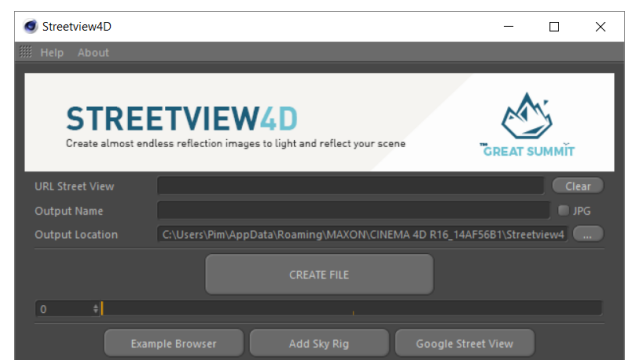 Streetview4D
Help About
STREETVIEW4D
Create almost endless reflection images to light and reflect your scene
™GREAT SUMMIT
URL Street View Clear
Output Name JPG
Output Location C:\Users\Pim\AppData\Roaming\MAXON\CINEMA 4D R16_14AF56B1\Streetview4 ...
CREATE FILE
0
Example Browser Add Sky Rig Google Street View